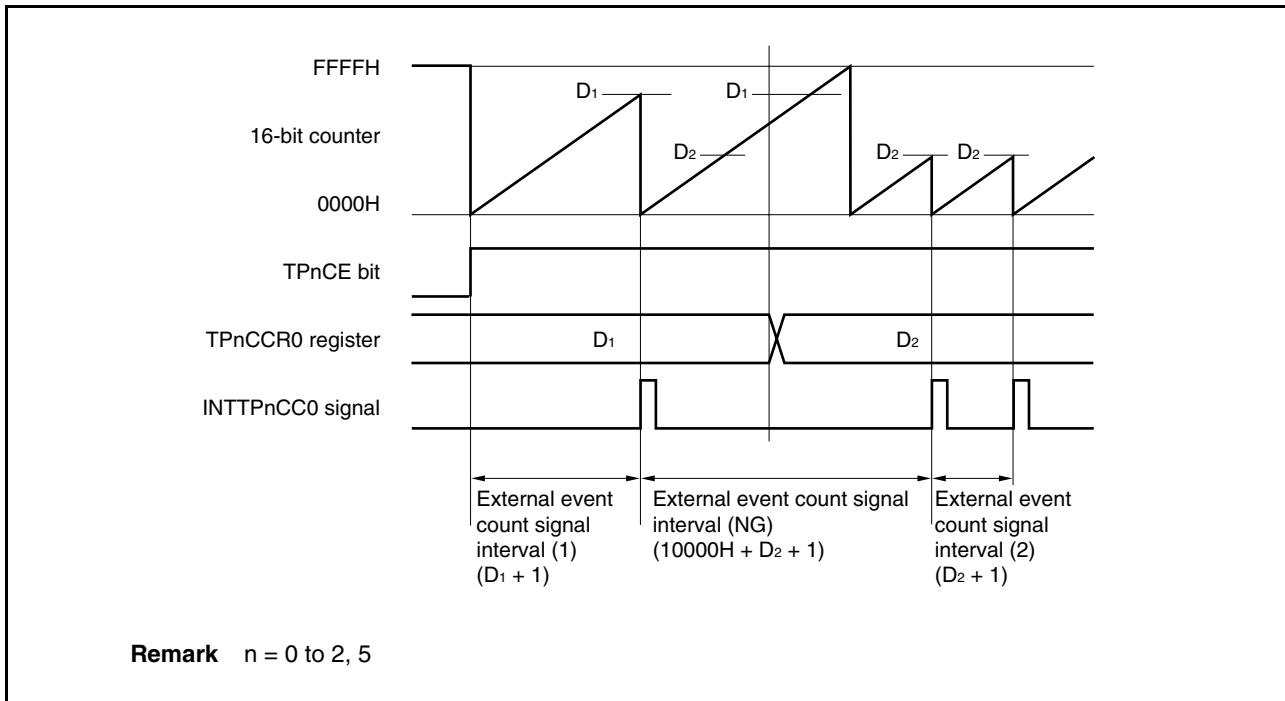 FFFFH
D1
D1
16-bit counter
D2
D2
D2
0000H
TPnCE bit
TPnCCR0 register
D1
D2
INTTPnCC0 signal
External event
count signal
interval (1)
(D1 + 1)
External event count signal
interval (NG)
(10000H + D2 + 1)
External event
count signal
interval (2)
(D2 + 1)
Remark n = 0 to 2, 5